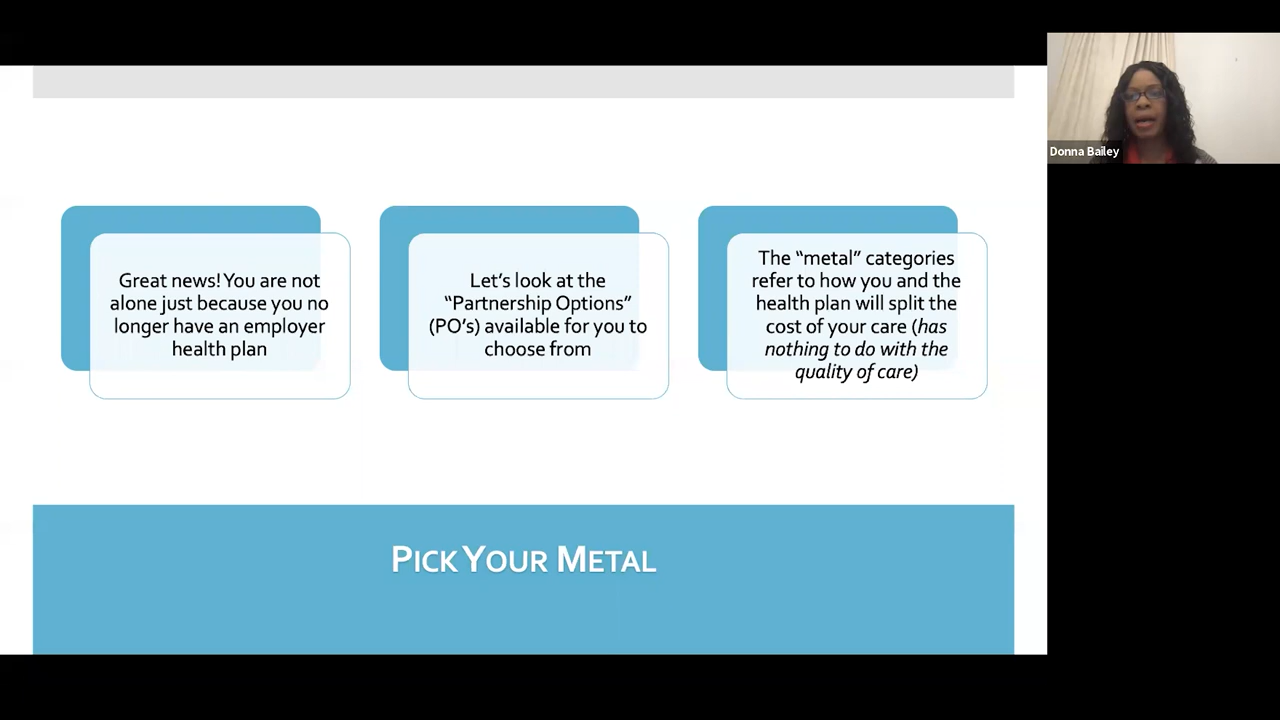 Donna Bailey
Great news! You are not
alone just because you no
longer have an employer
health plan
Let's look at the
“Partnership Options”
(PO's) available for you to
choose from
The “metal” categories
refer to how you and the
health plan will split the
cost of your care (has
nothing to do with the
quality of care)
PICK YOUR METAL